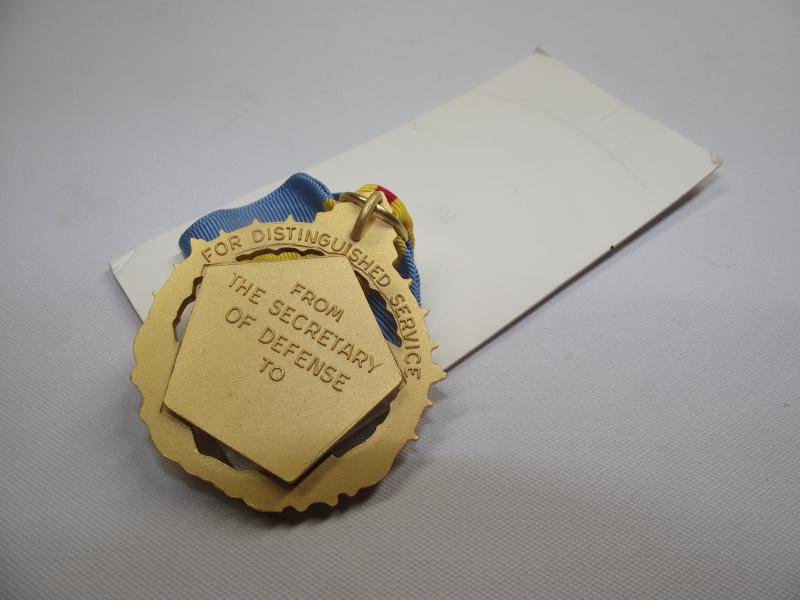 FOR DISTINGUISHED SERVICE
FROM
THE SECRETARY
OF DEFENSE
TO